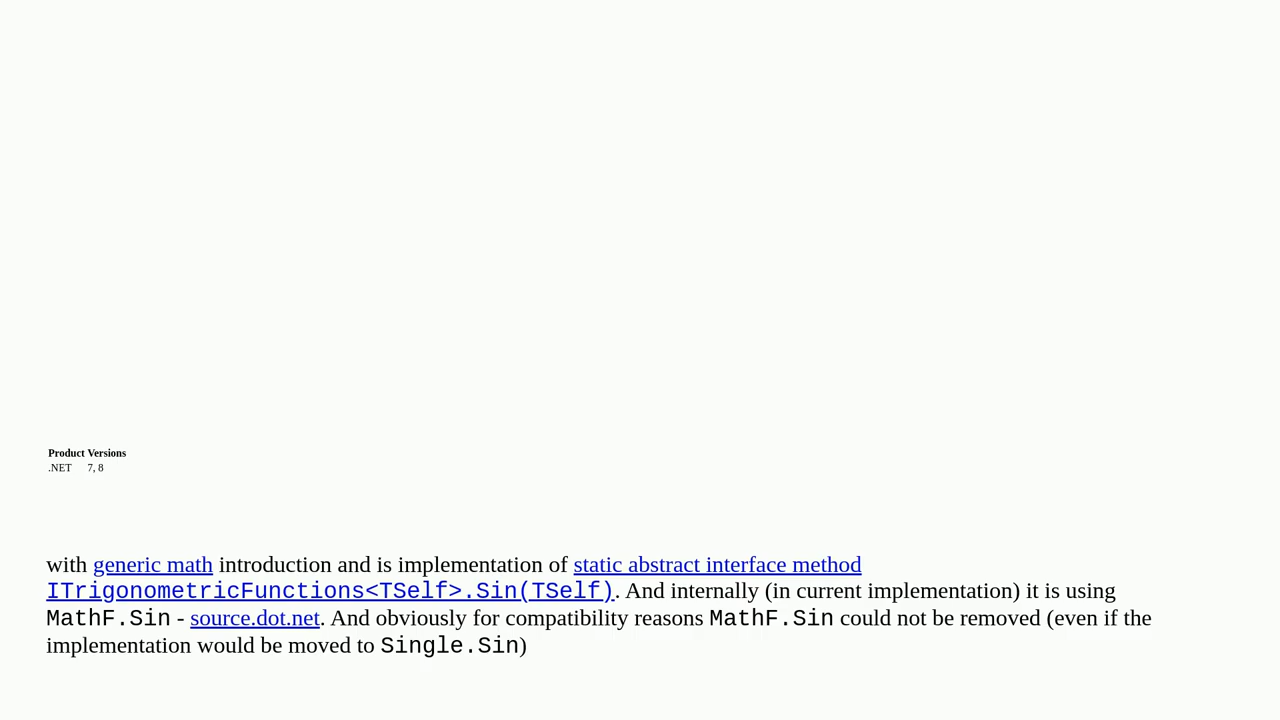 Product Versions
.NET 7, 8
with generic math introduction and is implementation of static abstract interface method
ITrigonometricFunctions<TSelf>.Sin(TSelf). And internally (in current implementation) it is using
MathF.Sin - source.dot.net. And obviously for compatibility reasons MathF.Sin could not be removed (even if the
implementation would be moved to Single.Sin)